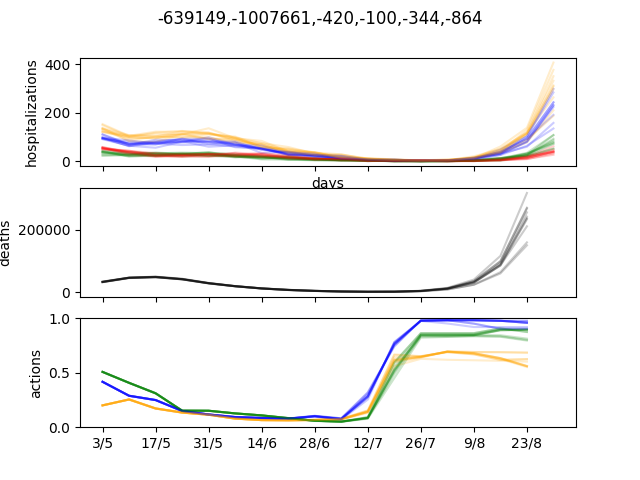 -639149,-1007661,-420,-100,-344,-864
400
200
0
hospitalizations
days
200000
0
deaths
1.0
0.5
0.0
actions
3/5 17/5 31/5 14/6 28/6 12/7 26/7 9/8 23/8